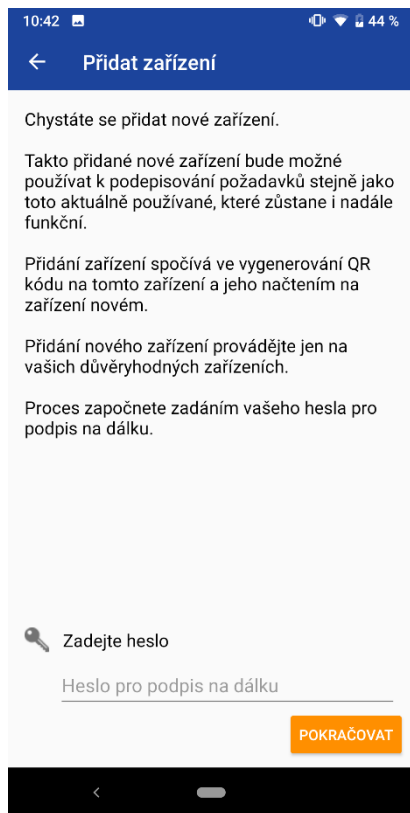 10:42
44 %
Přidat zařízení
Chystáte se přidat nové zařízení.
Takto přidané nové zařízení bude možné
používat k podepisování požadavků stejně jako
toto aktuálně používané, které zůstane i nadále
funkční.
Přidání zařízení spočívá ve vygenerování QR
kódu na tomto zařízení a jeho načtením na
zařízení novém.
Přidání nového zařízení provádějte jen na
vašich důvěryhodných zařízeních.
Proces započnete zadáním vašeho hesla pro
podpis na dálku.
Zadejte heslo
Heslo pro podpis na dálku
POKRAČOVAT